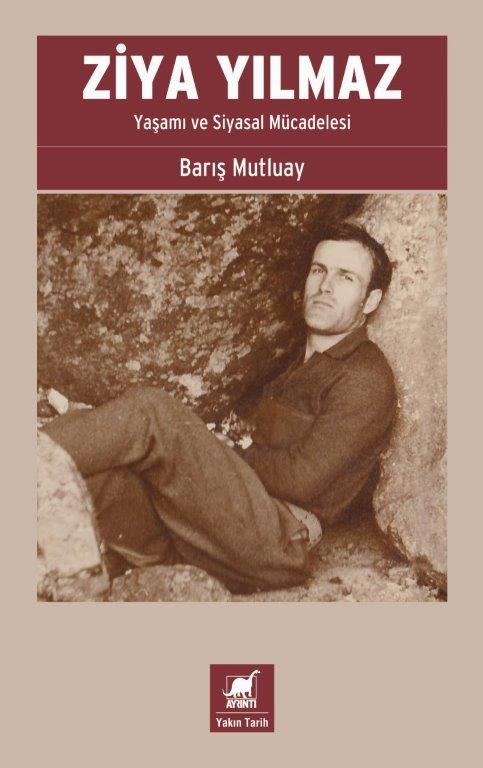 ZİYA YILMAZ
Yaşamı ve Siyasal Mücadelesi
Barış Mutluay
AYRINTI
Yakın Tarih